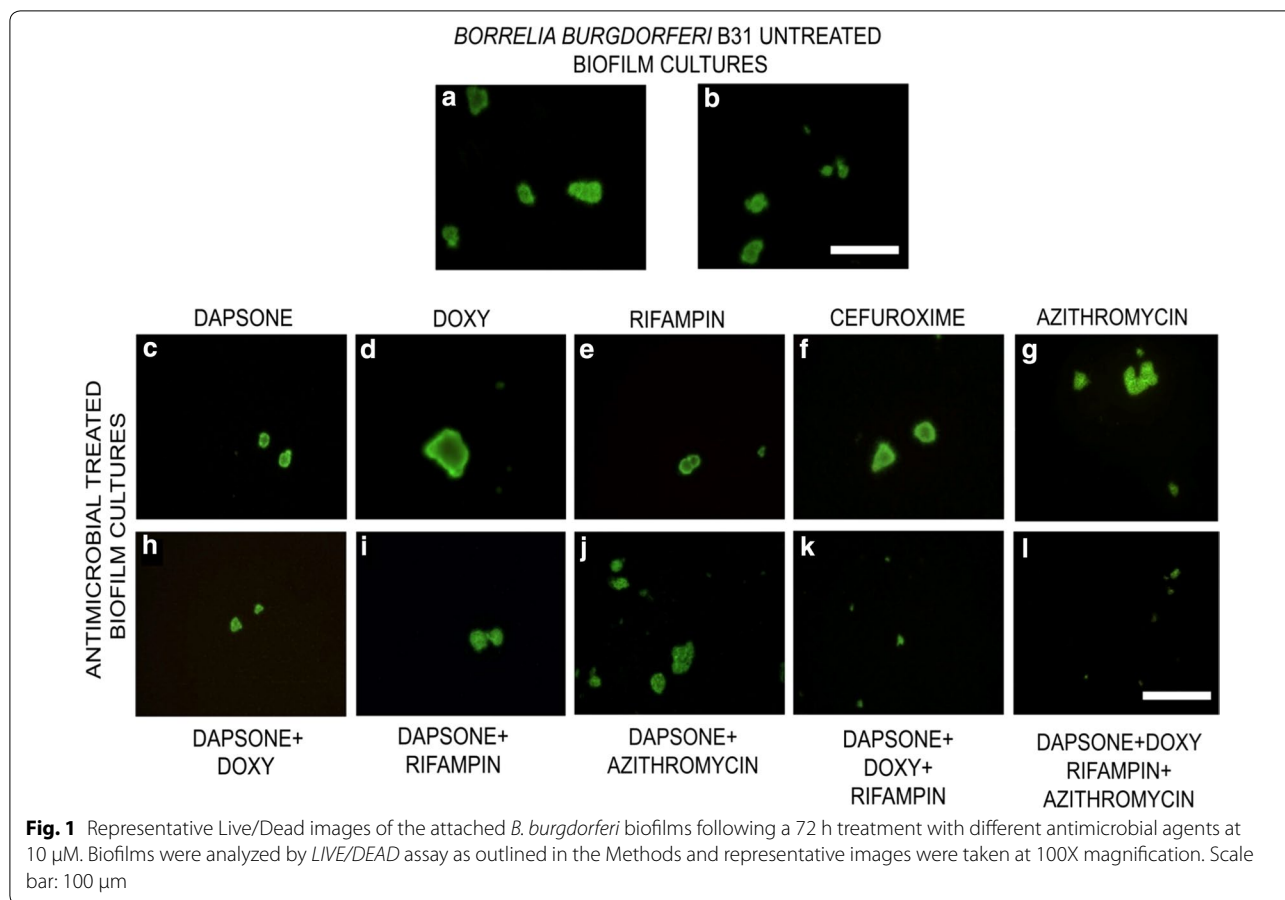 BORRELIA BURGDORFERI B31 UNTREATED
BIOFILM CULTURES
a
b
DAPSONE
DOXY
RIFAMPIN
CEFUROXIME
AZITHROMYCIN
ANTIMICROBIAL TREATED
BIOFILM CULTURES
c
d
e
f
g
h
i
j
k
l
DAPSONE+
DOXY
DAPSONE+
RIFAMPIN
DAPSONE+
AZITHROMYCIN
DAPSONE+
DOXY+
RIFAMPIN
DAPSONE+DOXY
RIFAMPIN+
AZITHROMYCIN
Fig. 1 Representative Live/Dead images of the attached B. burgdorferi biofilms following a 72 h treatment with different antimicrobial agents at
10 µM. Biofilms were analyzed by LIVE/DEAD assay as outlined in the Methods and representative images were taken at 100X magnification. Scale
bar: 100 µm